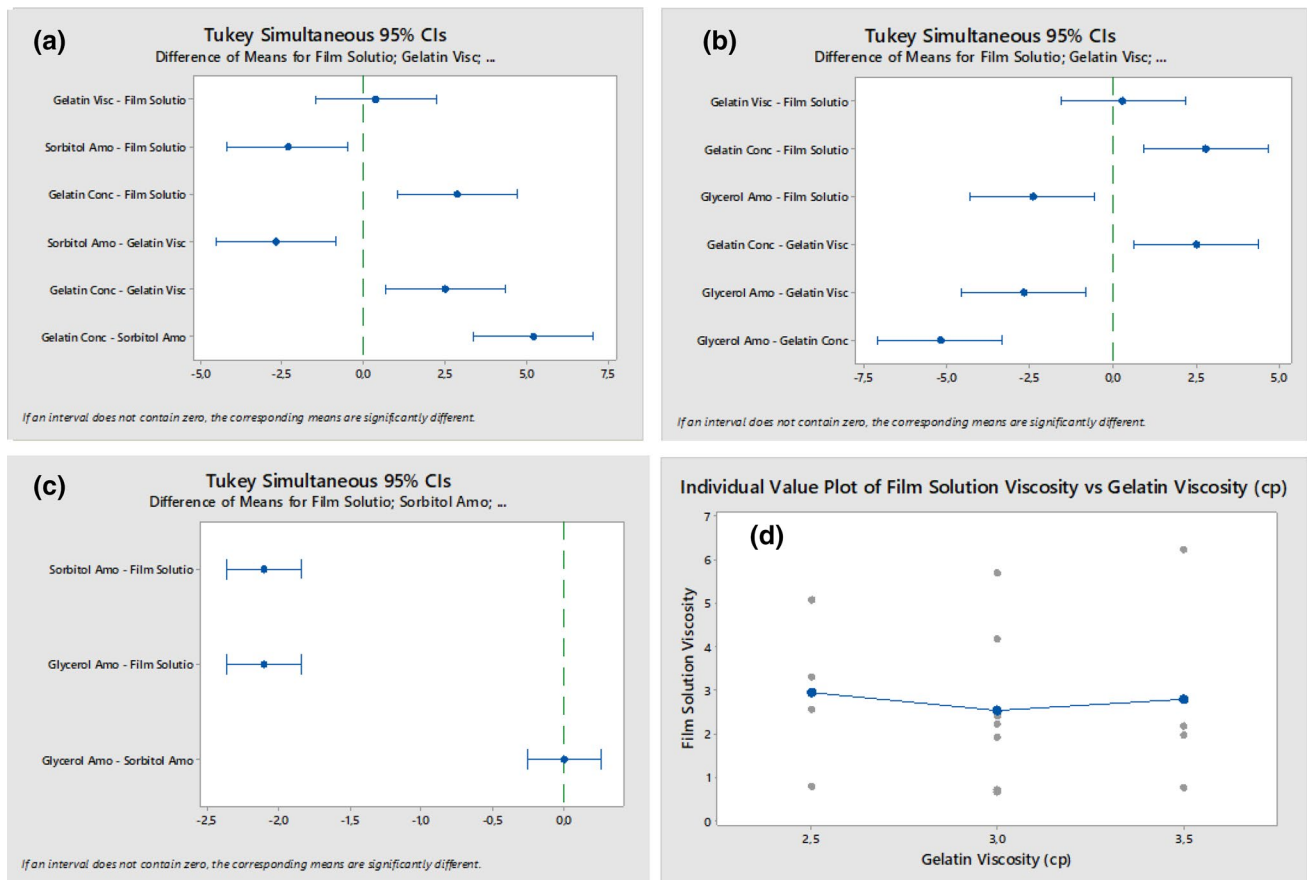 (a)
Tukey Simultaneous 95% CIs
Difference of Means for Film Solutio; Gelatin Visc; ...
Gelatin Visc - Film Solutio
Sorbitol Amo - Film Solutio
Gelatin Conc - Film Solutio
Sorbitol Amo - Gelatin Visc
Gelatin Conc - Gelatin Visc
Gelatin Conc - Sorbitol Amo
-5,0 -2,5 0,0 2,5 5,0 7,5
If an interval does not contain zero, the corresponding means are significantly different.
(b)
Tukey Simultaneous 95% CIs
Difference of Means for Film Solutio; Gelatin Visc; ...
Gelatin Visc - Film Solutio
Gelatin Conc - Film Solutio
Glycerol Amo - Film Solutio
Gelatin Conc - Gelatin Visc
Glycerol Amo - Gelatin Visc
Glycerol Amo - Gelatin Conc
-7,5 -5,0 -2,5 0,0 2,5 5,0
If an interval does not contain zero, the corresponding means are significantly different.
(c)
Tukey Simultaneous 95% CIs
Difference of Means for Film Solutio; Sorbitol Amo; ...
Sorbitol Amo - Film Solutio
Glycerol Amo - Film Solutio
Glycerol Amo - Sorbitol Amo
-2,5 -2,0 -1,5 -1,0 -0,5 0,0
If an interval does not contain zero, the corresponding means are significantly different.
Individual Value Plot of Film Solution Viscosity vs Gelatin Viscosity (cp)
(d)
Film Solution Viscosity
7
6
5
4
3
2
1
0
2,5 3,0 3,5
Gelatin Viscosity (cp)